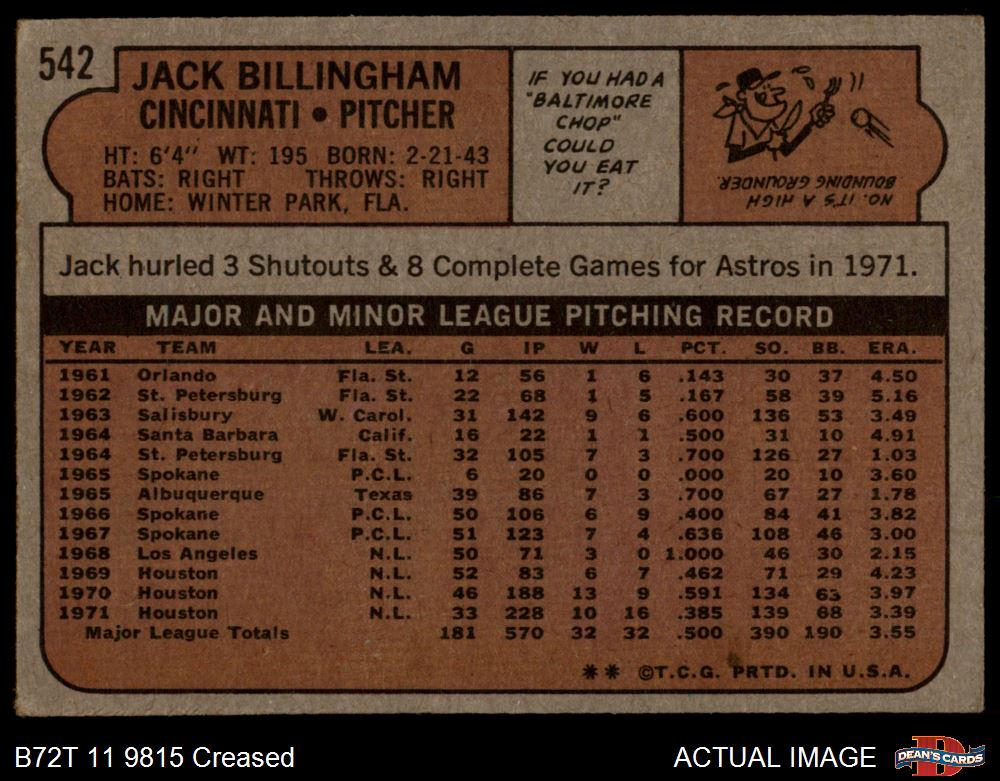 542
JACK BILLINGHAM
CINCINNATI • PITCHER
HT: 6'4" WT: 195 BORN: 2-21-43
BATS: RIGHT THROWS: RIGHT
HOME: WINTER PARK, FLA.
IF YOU HAD A
"BALTIMORE
CHOP"
COULD
YOU EAT
IT?
NO. IT'S A HIGH
BOUNDING GROUNDER.
Jack hurled 3 Shutouts & 8 Complete Games for Astros in 1971.
MAJOR AND MINOR LEAGUE PITCHING RECORD
YEAR TEAM LEA. G IP W L PCT. SO. BB. ERA.
1961 Orlando Fla. St. 12 56 1 6 .143 30 37 4.50
1962 St. Petersburg Fla. St. 22 68 1 5 .167 58 39 5.16
1963 Salisbury W. Carol. 31 142 9 6 .600 136 53 3.49
1964 Santa Barbara Calif. 16 22 1 1 .500 31 10 4.91
1964 St. Petersburg Fla. St. 32 105 7 3 .700 126 27 1.03
1965 Spokane P.C.L. 6 20 0 0 .000 20 10 3.60
1965 Albuquerque Texas 39 86 7 3 .700 67 27 1.78
1966 Spokane P.C.L. 50 106 6 9 .400 84 41 3.82
1967 Spokane P.C.L. 51 123 7 4 .636 108 46 3.00
1968 Los Angeles N.L. 50 71 3 0 1.000 46 30 2.15
1969 Houston N.L. 52 83 6 7 .462 71 29 4.23
1970 Houston N.L. 46 188 13 9 .591 134 63 3.97
1971 Houston N.L. 33 228 10 16 .385 139 68 3.39
Major League Totals 181 570 32 32 .500 390 190 3.55
** ©T.C.G. PRTD. IN U.S.A.
B72T 11 9815 Creased
ACTUAL IMAGE
D
DEAN'S CARDS